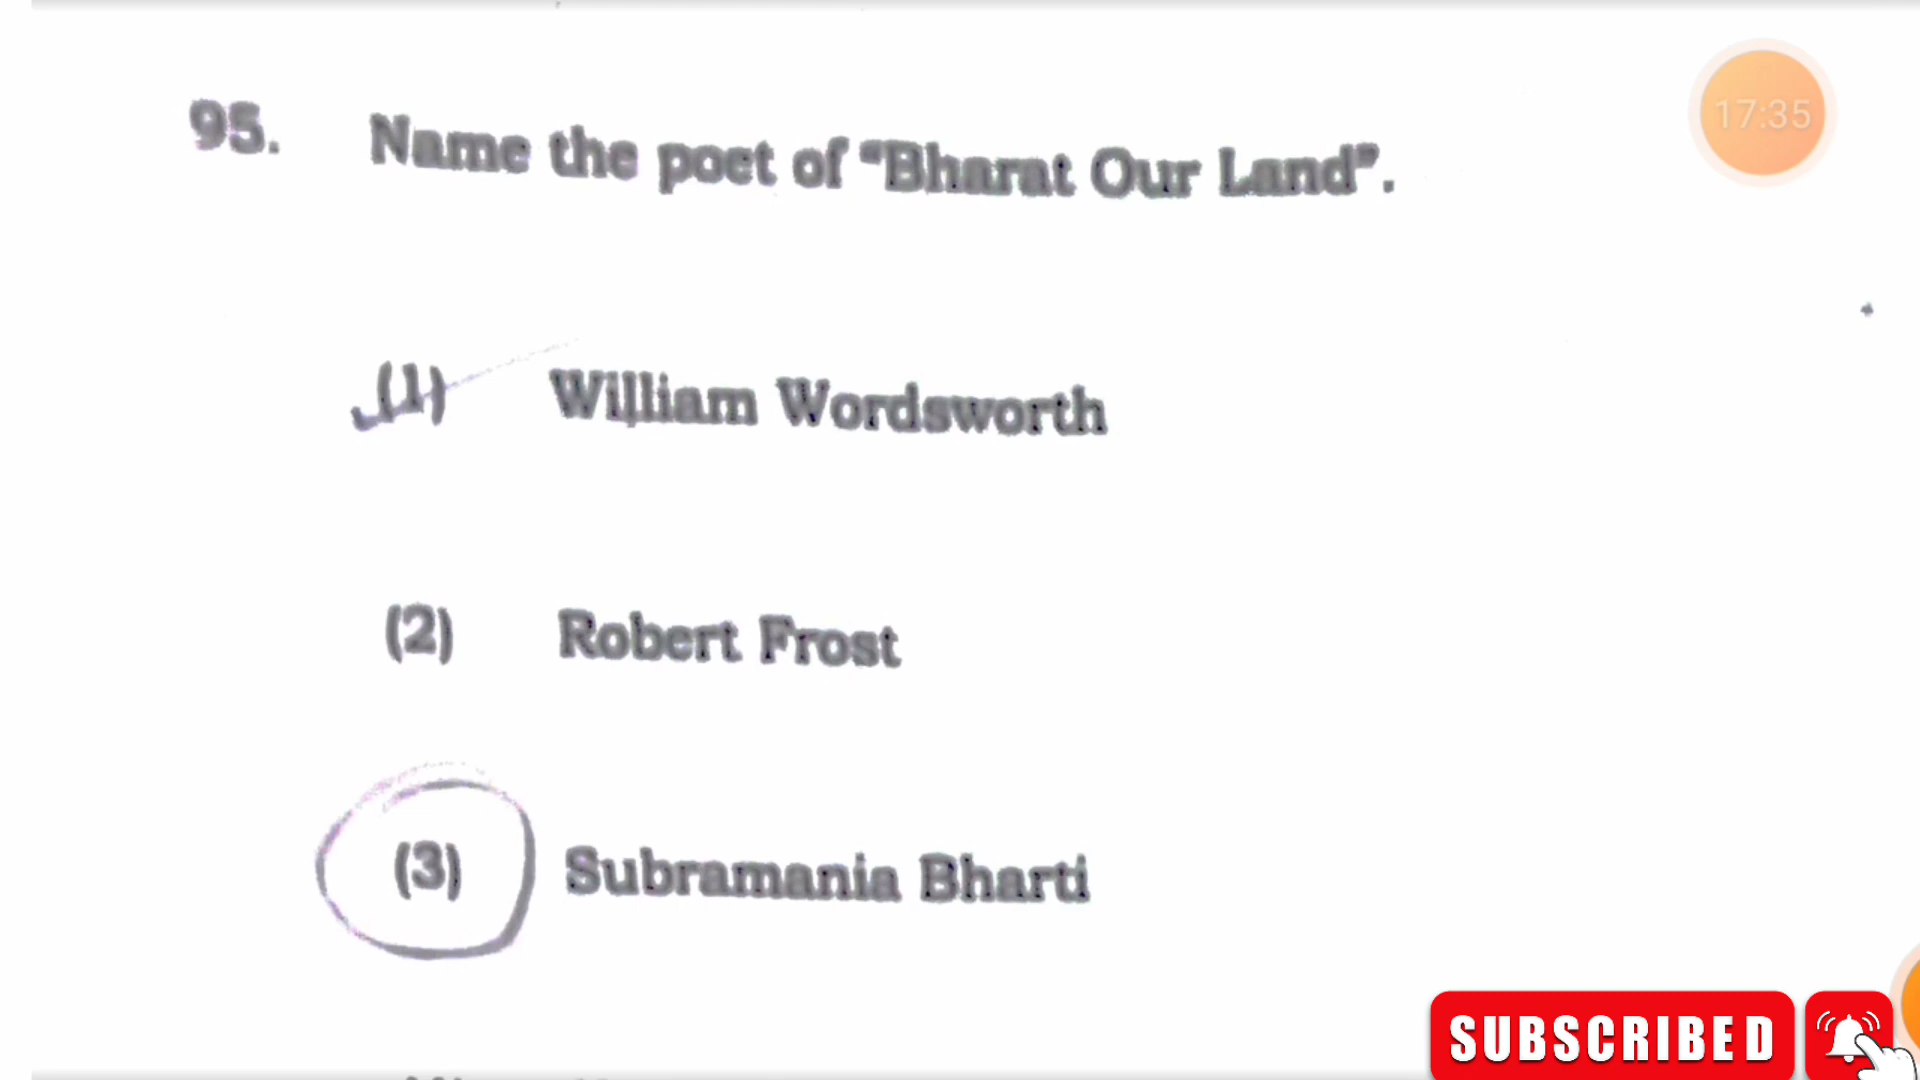 17:35
95. Name the poet of "Bharat Our Land".
(1) William Wordsworth
(2) Robert Frost
(3) Subramania Bharti
SUBSCRIBED